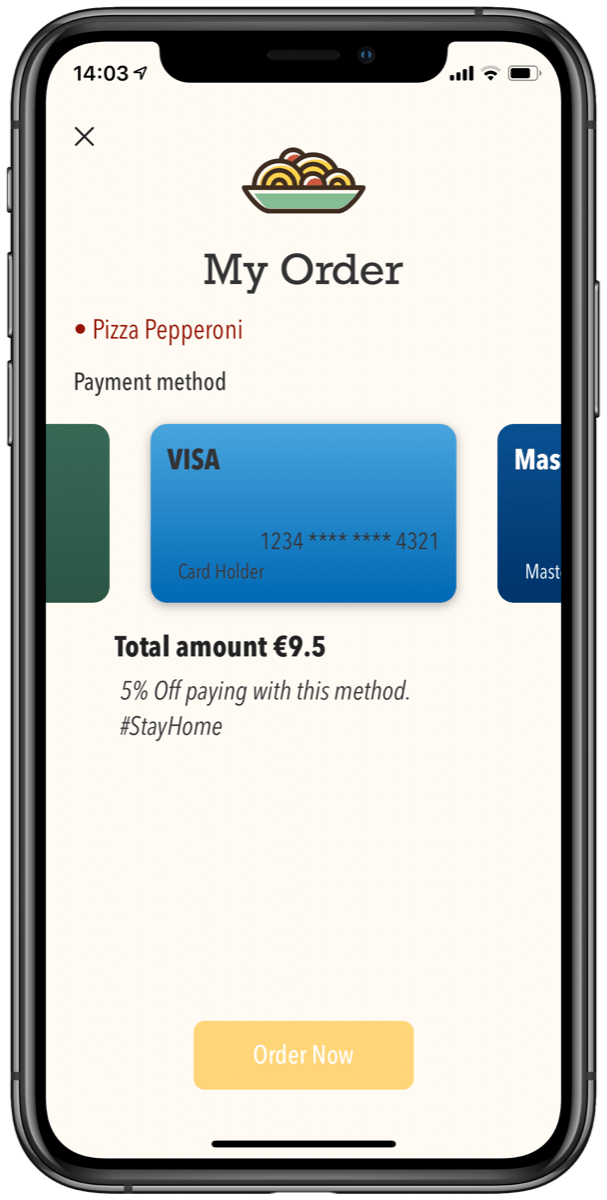 14:03
My Order
• Pizza Pepperoni
Payment method
VISA
Mas
1234 **** **** 4321
Card Holder
Mast
Total amount €9.5
5% Off paying with this method.
#StayHome
Order Now